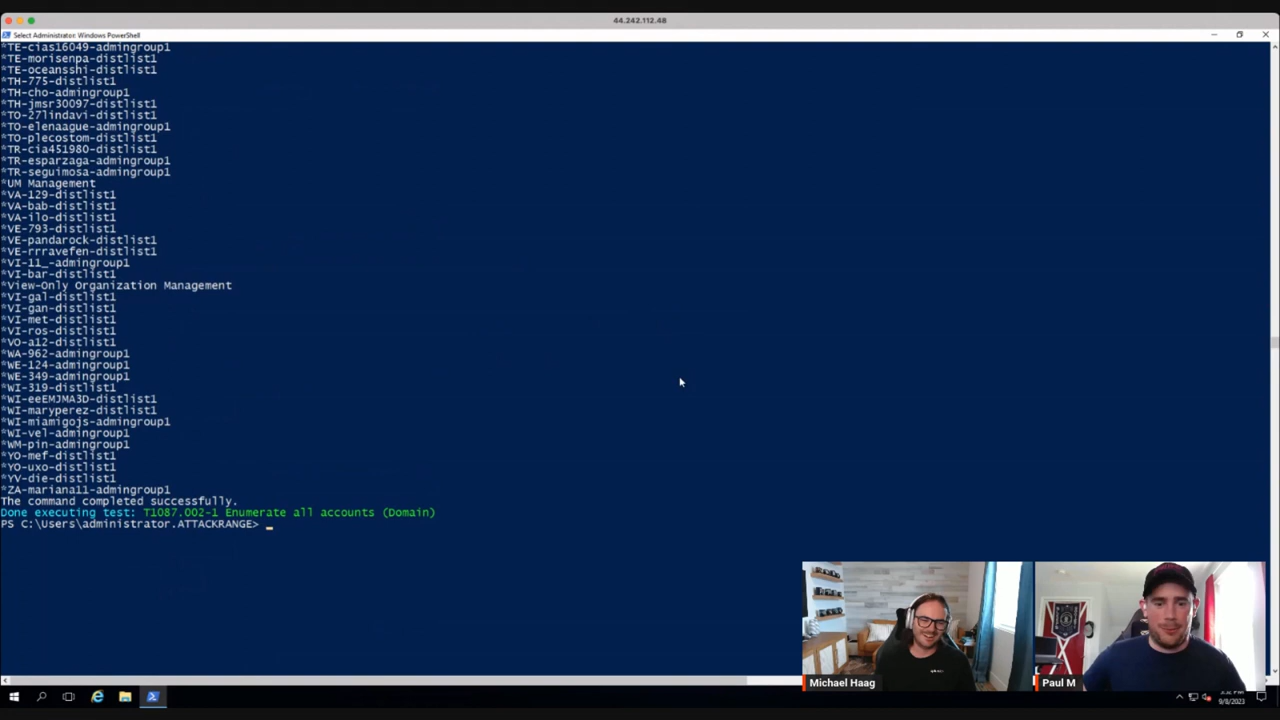 44.242.112.48
Select Administrator: Windows PowerShell
*TE-cias16049-admingroup1
*TE-morisenpa-distlist1
*TE-oceansshi-distlist1
*TH-775-distlist1
*TH-cho-admingroup1
*TH-jmsr30097-distlist1
*TO-27lindavi-distlist1
*TO-elenaague-admingroup1
*TO-plecostom-distlist1
*TR-cia451980-distlist1
*TR-esparzaga-admingroup1
*TR-seguimosa-admingroup1
*UM Management
*VA-129-distlist1
*VA-bab-distlist1
*VA-ilo-distlist1
*VE-793-distlist1
*VE-pandarock-distlist1
*VE-rrravefen-distlist1
*VI-11_-admingroup1
*VI-bar-distlist1
*View-Only Organization Management
*VI-gal-distlist1
*VI-gan-distlist1
*VI-met-distlist1
*VI-ros-distlist1
*VO-a12-distlist1
*WA-962-admingroup1
*WE-124-admingroup1
*WE-349-admingroup1
*WI-319-distlist1
*WI-eeEMJMA3D-distlist1
*WI-maryperez-distlist1
*WI-miamigojs-admingroup1
*WI-vel-admingroup1
*WM-pin-admingroup1
*YO-mef-distlist1
*YO-uxo-distlist1
*YV-die-distlist1
*ZA-mariana11-admingroup1
The command completed successfully.
Done executing test: T1087.002-1 Enumerate all accounts (Domain)
PS C:\Users\administrator.ATTACKRANGE>
Michael Haag
Paul M
9/8/2023